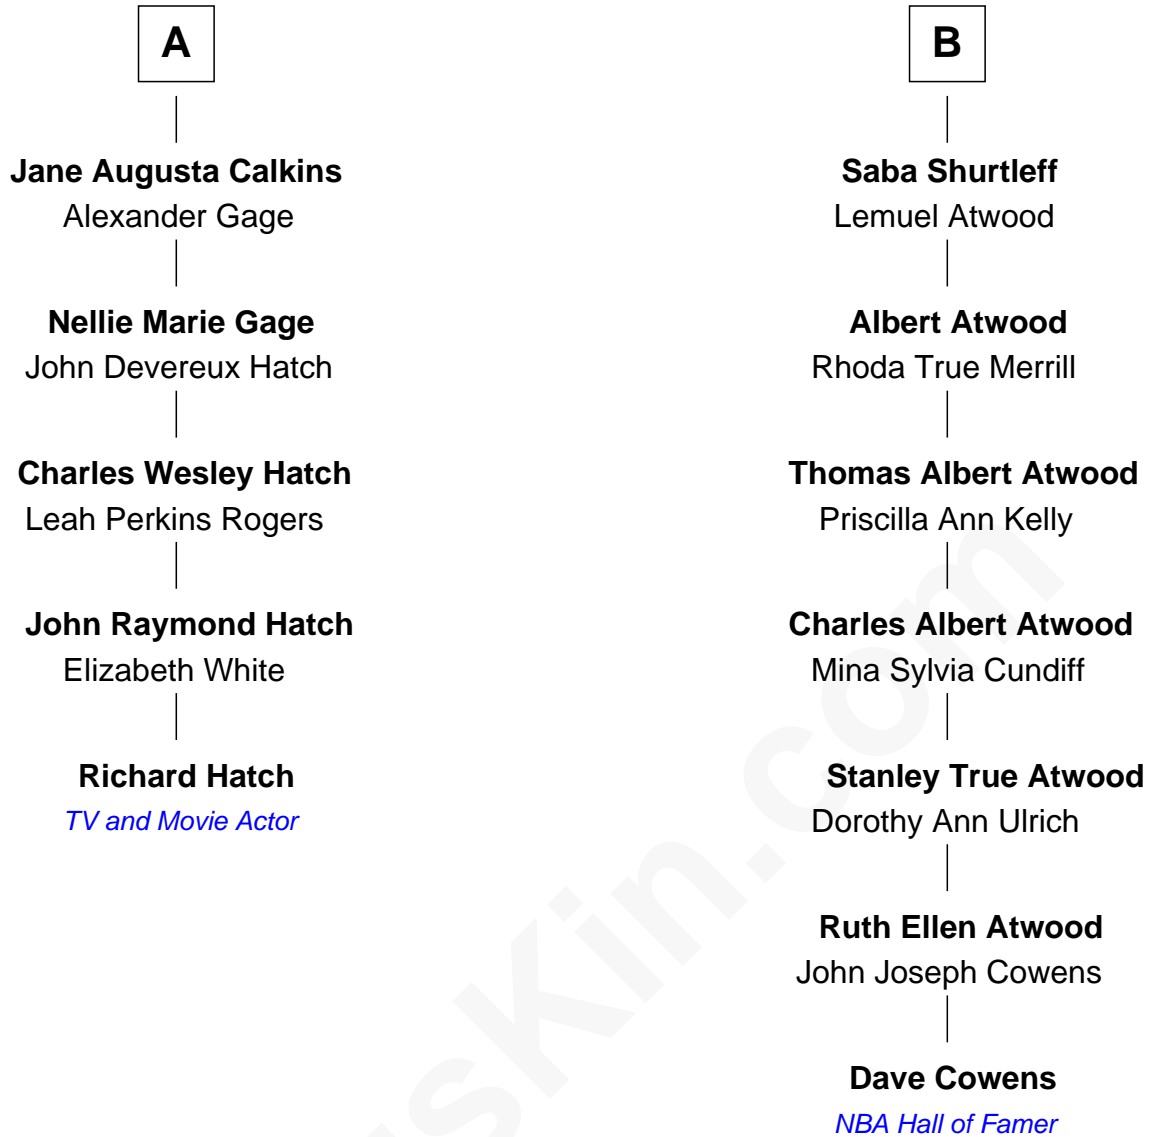 A
Jane Augusta Calkins
Alexander Gage
Nellie Marie Gage
John Devereux Hatch
Charles Wesley Hatch
Leah Perkins Rogers
John Raymond Hatch
Elizabeth White
Richard Hatch
TV and Movie Actor
B
Saba Shurtleff
Lemuel Atwood
Albert Atwood
Rhoda True Merrill
Thomas Albert Atwood
Priscilla Ann Kelly
Charles Albert Atwood
Mina Sylvia Cundiff
Stanley True Atwood
Dorothy Ann Ulrich
Ruth Ellen Atwood
John Joseph Cowens
Dave Cowens
NBA Hall of Famer